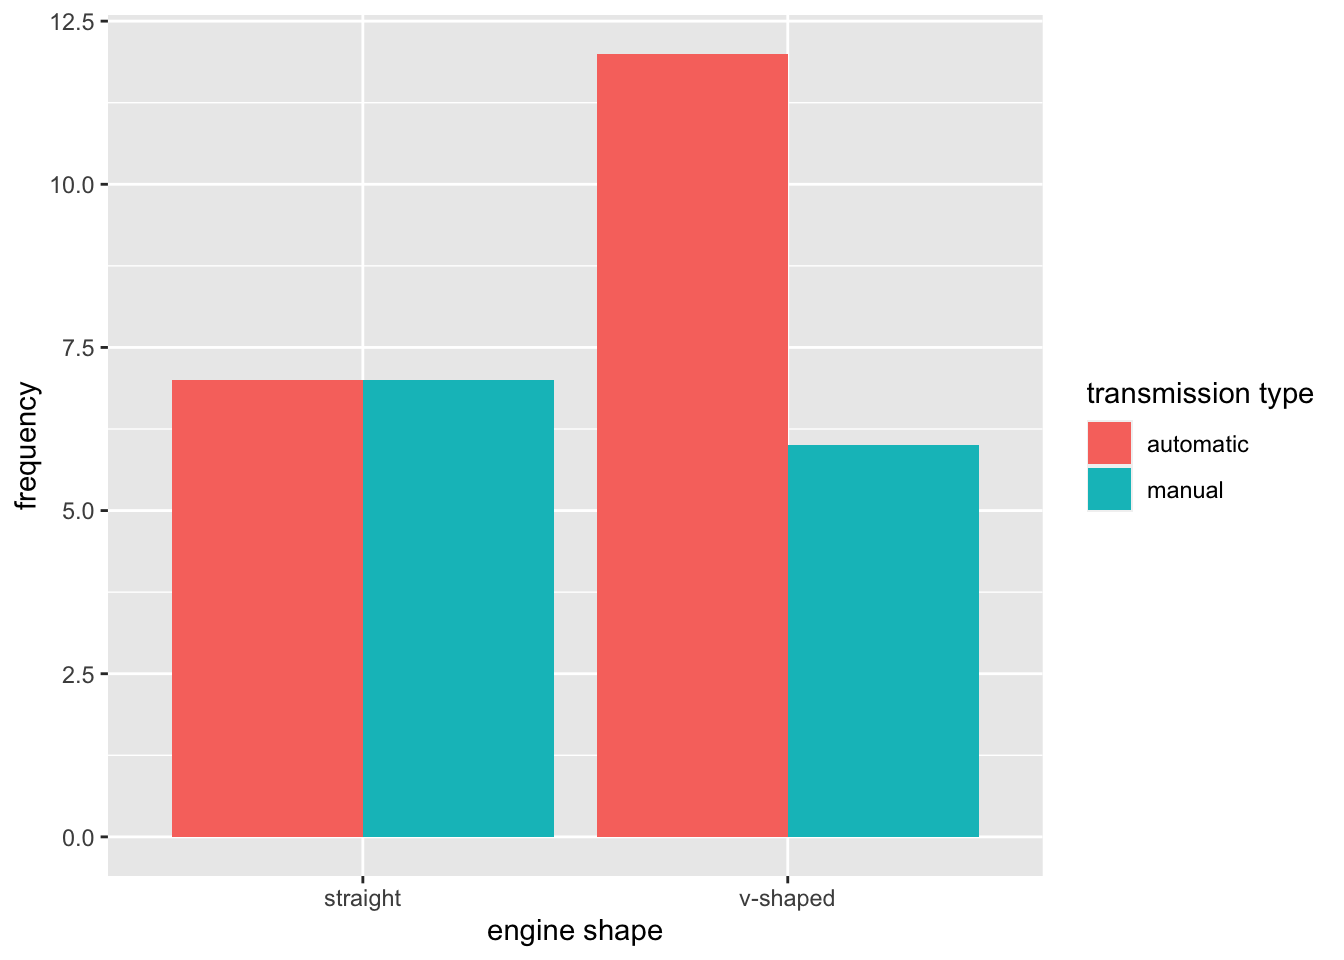 12.5
10.0
7.5
5.0
2.5
0.0
frequency
straight
v-shaped
engine shape
transmission type
automatic
manual